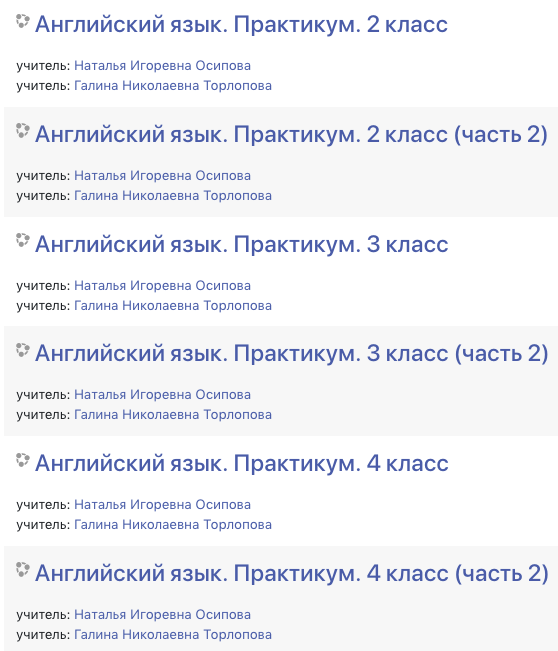 Английский язык. Практикум. 2 класс
учитель: Наталья Игоревна Осипова
учитель: Галина Николаевна Торлопова
Английский язык. Практикум. 2 класс (часть 2)
учитель: Наталья Игоревна Осипова
учитель: Галина Николаевна Торлопова
Английский язык. Практикум. 3 класс
учитель: Наталья Игоревна Осипова
учитель: Галина Николаевна Торлопова
Английский язык. Практикум. 3 класс (часть 2)
учитель: Наталья Игоревна Осипова
учитель: Галина Николаевна Торлопова
Английский язык. Практикум. 4 класс
учитель: Наталья Игоревна Осипова
учитель: Галина Николаевна Торлопова
Английский язык. Практикум. 4 класс (часть 2)
учитель: Наталья Игоревна Осипова
учитель: Галина Николаевна Торлопова